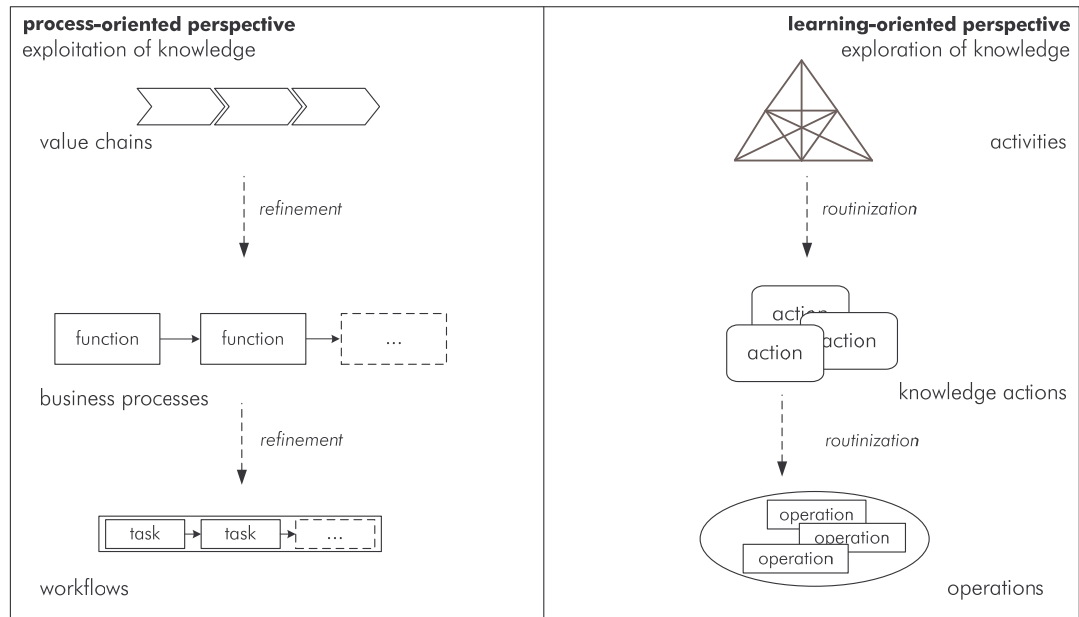 process-oriented perspective
exploitation of knowledge
value chains
refinement
function
function
...
business processes
refinement
task
task
...
workflows
learning-oriented perspective
exploration of knowledge
activities
routinization
action
action
action
knowledge actions
routinization
operation
operation
operation
operations